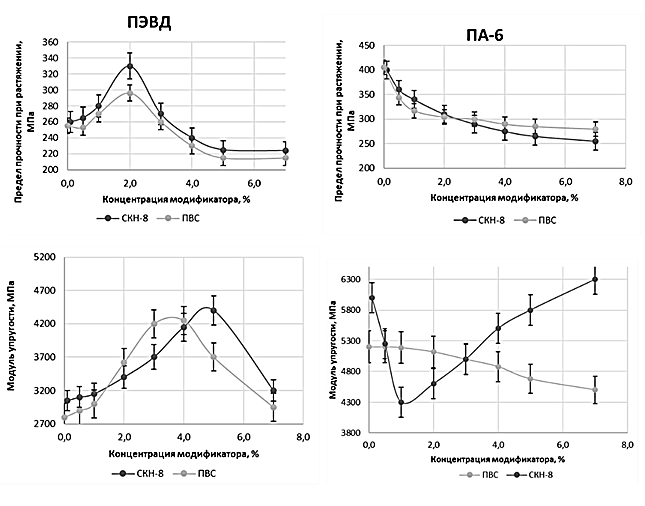 ПЭВД
Предел прочности при растяжении, МПа
360
340
320
300
280
260
240
220
200
0,0 2,0 4,0 6,0
Концентрация модификатора, %
СКН-8 ПВС
ПА-6
Предел прочности при растяжении, МПа
450
400
350
300
250
200
0,0 2,0 4,0 6,0 8,0
Концентрация модификатора, %
СКН-8 ПВС
Модуль упругости, МПа
5200
4700
4200
3700
3200
2700
0,0 2,0 4,0 6,0 8,0
Концентрация модификатора, %
СКН-8 ПВС
Модуль упругости, МПа
6300
5800
5300
4800
4300
3800
0,0 2,0 4,0 6,0 8,0
Концентрация модификатора, %
ПВС СКН-8